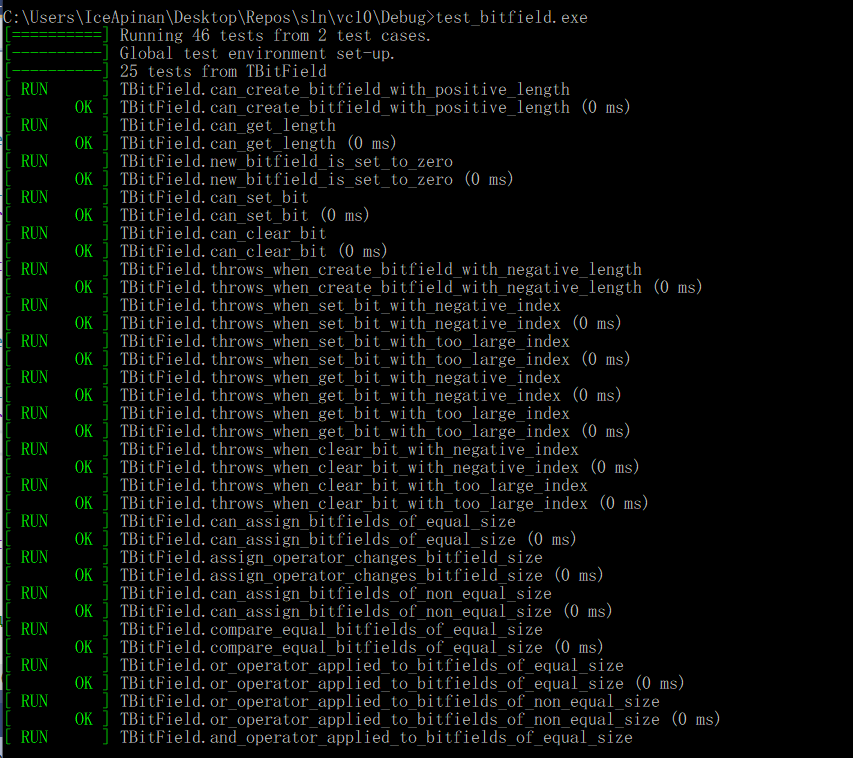 C:\Users\IceApinan\Desktop\Repos\sln\vc10\Debug>test_bitfield.exe
[==========] Running 46 tests from 2 test cases.
[----------] Global test environment set-up.
[----------] 25 tests from TBitField
[ RUN      ] TBitField.can_create_bitfield_with_positive_length
[       OK ] TBitField.can_create_bitfield_with_positive_length (0 ms)
[ RUN      ] TBitField.can_get_length
[       OK ] TBitField.can_get_length (0 ms)
[ RUN      ] TBitField.new_bitfield_is_set_to_zero
[       OK ] TBitField.new_bitfield_is_set_to_zero (0 ms)
[ RUN      ] TBitField.can_set_bit
[       OK ] TBitField.can_set_bit (0 ms)
[ RUN      ] TBitField.can_clear_bit
[       OK ] TBitField.can_clear_bit (0 ms)
[ RUN      ] TBitField.throws_when_create_bitfield_with_negative_length
[       OK ] TBitField.throws_when_create_bitfield_with_negative_length (0 ms)
[ RUN      ] TBitField.throws_when_set_bit_with_negative_index
[       OK ] TBitField.throws_when_set_bit_with_negative_index (0 ms)
[ RUN      ] TBitField.throws_when_set_bit_with_too_large_index
[       OK ] TBitField.throws_when_set_bit_with_too_large_index (0 ms)
[ RUN      ] TBitField.throws_when_get_bit_with_negative_index
[       OK ] TBitField.throws_when_get_bit_with_negative_index (0 ms)
[ RUN      ] TBitField.throws_when_get_bit_with_too_large_index
[       OK ] TBitField.throws_when_get_bit_with_too_large_index (0 ms)
[ RUN      ] TBitField.throws_when_clear_bit_with_negative_index
[       OK ] TBitField.throws_when_clear_bit_with_negative_index (0 ms)
[ RUN      ] TBitField.throws_when_clear_bit_with_too_large_index
[       OK ] TBitField.throws_when_clear_bit_with_too_large_index (0 ms)
[ RUN      ] TBitField.can_assign_bitfields_of_equal_size
[       OK ] TBitField.can_assign_bitfields_of_equal_size (0 ms)
[ RUN      ] TBitField.assign_operator_changes_bitfield_size
[       OK ] TBitField.assign_operator_changes_bitfield_size (0 ms)
[ RUN      ] TBitField.can_assign_bitfields_of_non_equal_size
[       OK ] TBitField.can_assign_bitfields_of_non_equal_size (0 ms)
[ RUN      ] TBitField.compare_equal_bitfields_of_equal_size
[       OK ] TBitField.compare_equal_bitfields_of_equal_size (0 ms)
[ RUN      ] TBitField.or_operator_applied_to_bitfields_of_equal_size
[       OK ] TBitField.or_operator_applied_to_bitfields_of_equal_size (0 ms)
[ RUN      ] TBitField.or_operator_applied_to_bitfields_of_non_equal_size
[       OK ] TBitField.or_operator_applied_to_bitfields_of_non_equal_size (0 ms)
[ RUN      ] TBitField.and_operator_applied_to_bitfields_of_equal_size